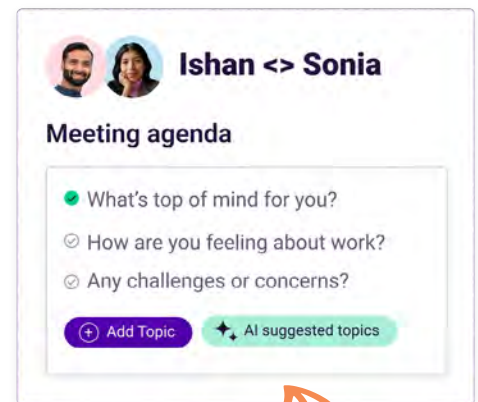 Ishan <> Sonia
Meeting agenda
What's top of mind for you?
How are you feeling about work?
Any challenges or concerns?
Add Topic AI suggested topics